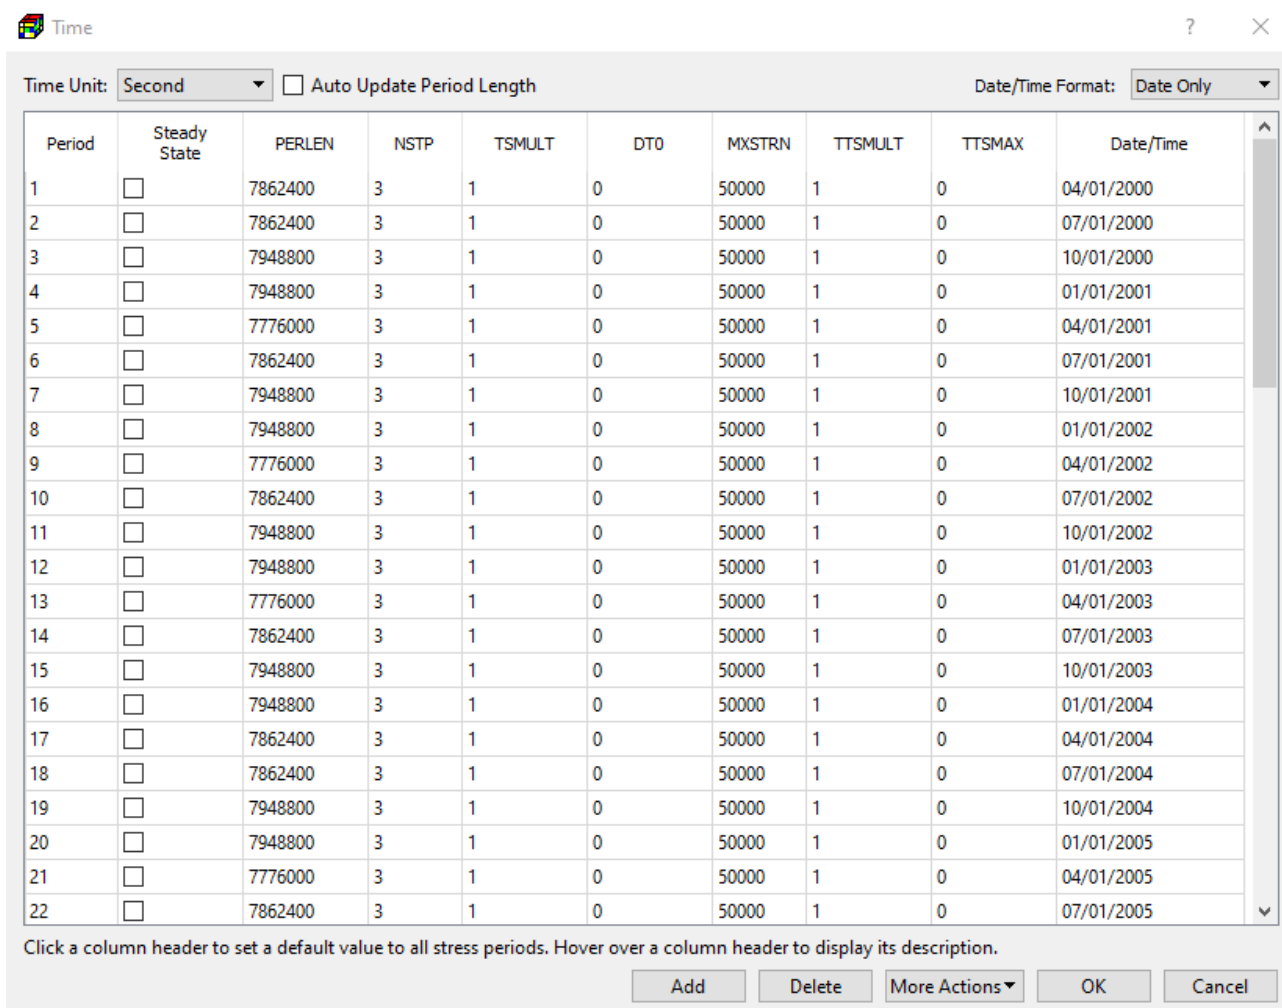 Time
Time Unit: Second Auto Update Period Length Date/Time Format: Date Only
Period Steady State PERLEN NSTP TSMULT DT0 MXSTRN TTSMULT TTSMAX Date/Time
1 7862400 3 1 0 50000 1 0 04/01/2000
2 7862400 3 1 0 50000 1 0 07/01/2000
3 7948800 3 1 0 50000 1 0 10/01/2000
4 7948800 3 1 0 50000 1 0 01/01/2001
5 7776000 3 1 0 50000 1 0 04/01/2001
6 7862400 3 1 0 50000 1 0 07/01/2001
7 7948800 3 1 0 50000 1 0 10/01/2001
8 7948800 3 1 0 50000 1 0 01/01/2002
9 7776000 3 1 0 50000 1 0 04/01/2002
10 7862400 3 1 0 50000 1 0 07/01/2002
11 7948800 3 1 0 50000 1 0 10/01/2002
12 7948800 3 1 0 50000 1 0 01/01/2003
13 7776000 3 1 0 50000 1 0 04/01/2003
14 7862400 3 1 0 50000 1 0 07/01/2003
15 7948800 3 1 0 50000 1 0 10/01/2003
16 7948800 3 1 0 50000 1 0 01/01/2004
17 7862400 3 1 0 50000 1 0 04/01/2004
18 7862400 3 1 0 50000 1 0 07/01/2004
19 7948800 3 1 0 50000 1 0 10/01/2004
20 7948800 3 1 0 50000 1 0 01/01/2005
21 7776000 3 1 0 50000 1 0 04/01/2005
22 7862400 3 1 0 50000 1 0 07/01/2005
Click a column header to set a default value to all stress periods. Hover over a column header to display its description.
Add Delete More Actions OK Cancel